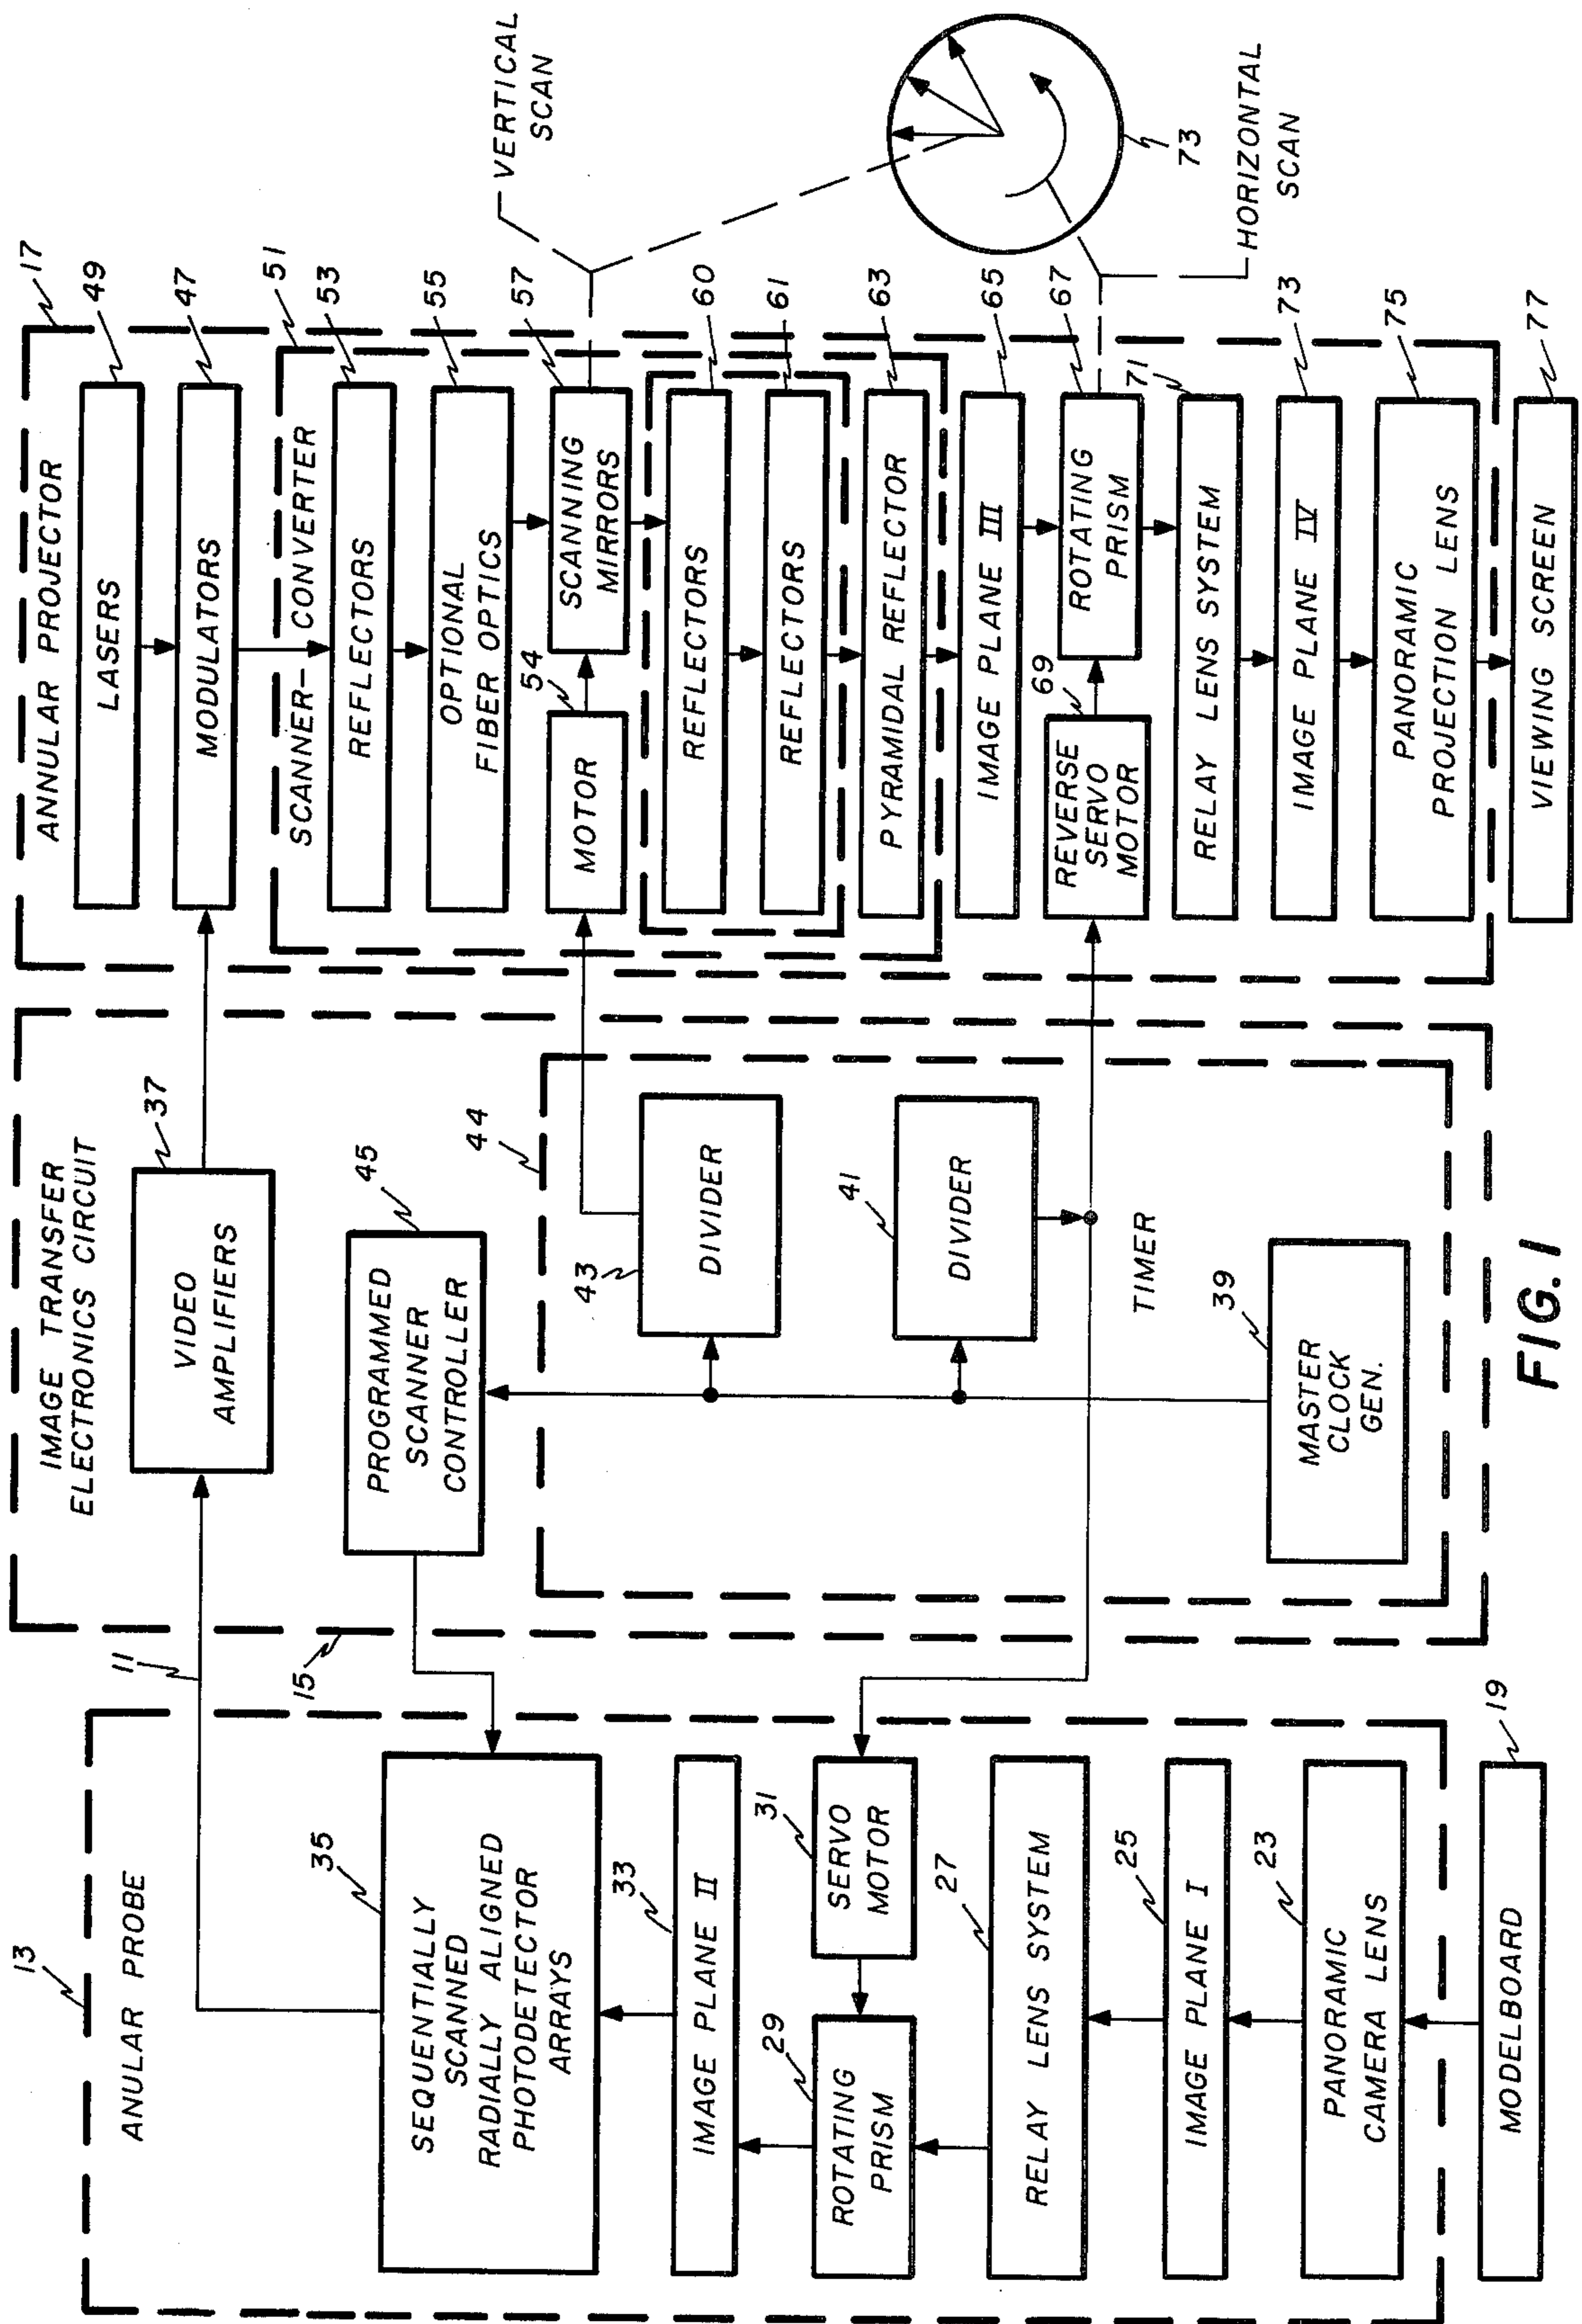 13
ANULAR PROBE
SEQUENTIALLY
SCANNED
RADIALLY ALIGNED
PHOTODETECTOR
ARRAYS
35
IMAGE PLANE II
33
ROTATING
PRISM
29
SERVO
MOTOR
31
RELAY LENS SYSTEM
27
IMAGE PLANE I
25
PANORAMIC
CAMERA LENS
23
MODELBOARD
19
11
15
IMAGE TRANSFER
ELECTRONICS CIRCUIT
VIDEO
AMPLIFIERS
37
PROGRAMMED
SCANNER
CONTROLLER
45
44
43
DIVIDER
41
DIVIDER
TIMER
39
MASTER
CLOCK
GEN.
17
ANNULAR PROJECTOR
LASERS
49
MODULATORS
47
SCANNER-CONVERTER
51
REFLECTORS
53
OPTIONAL
FIBER OPTICS
55
MOTOR
54
SCANNING
MIRRORS
57
REFLECTORS
60
REFLECTORS
61
PYRAMIDAL REFLECTOR
63
IMAGE PLANE III
65
REVERSE
SERVO
MOTOR
69
ROTATING
PRISM
67
RELAY LENS SYSTEM
71
IMAGE PLANE IV
73
PANORAMIC
PROJECTION LENS
75
VIEWING SCREEN
77
VERTICAL
SCAN
73
HORIZONTAL
SCAN
FIG. 1